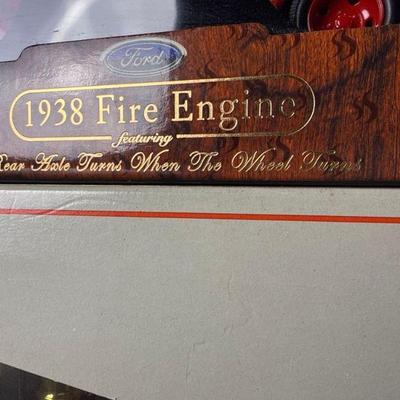 Ford
1938 Fire Engine
featuring
Rear Axle Turns When The Wheel Turns